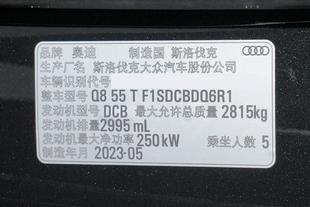 品牌 奥迪 制造国 斯洛伐克
生产厂名 斯洛伐克大众汽车股份公司
车辆识别代号
整车型号 Q8 55 T F1SDCBDQ6R1
发动机型号 DCB 最大允许总质量 2815kg
发动机排量 2995 mL
发动机最大净功率 250kW 乘坐人数 5
制造年月 2023-05